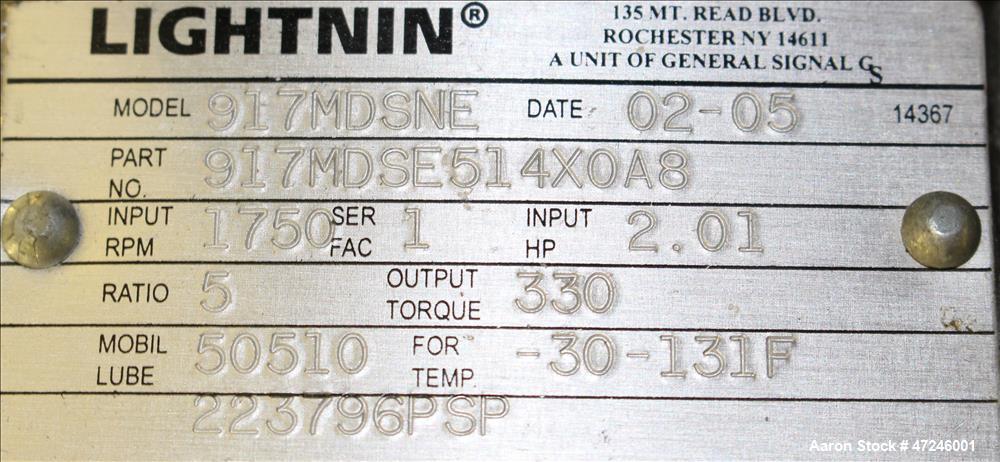 LIGHTNIN®
135 MT. READ BLVD.
ROCHESTER NY 14611
A UNIT OF GENERAL SIGNAL GS
MODEL 917MDSNE DATE 02-05 14367
PART NO. 917MDSE514X0A8
INPUT RPM 1750 SER FAC 1 INPUT HP 2.01
RATIO 5 OUTPUT TORQUE 330
MOBIL LUBE 50510 FOR TEMP. -30-131F
223796PSP
Aaron Stock # 47246001